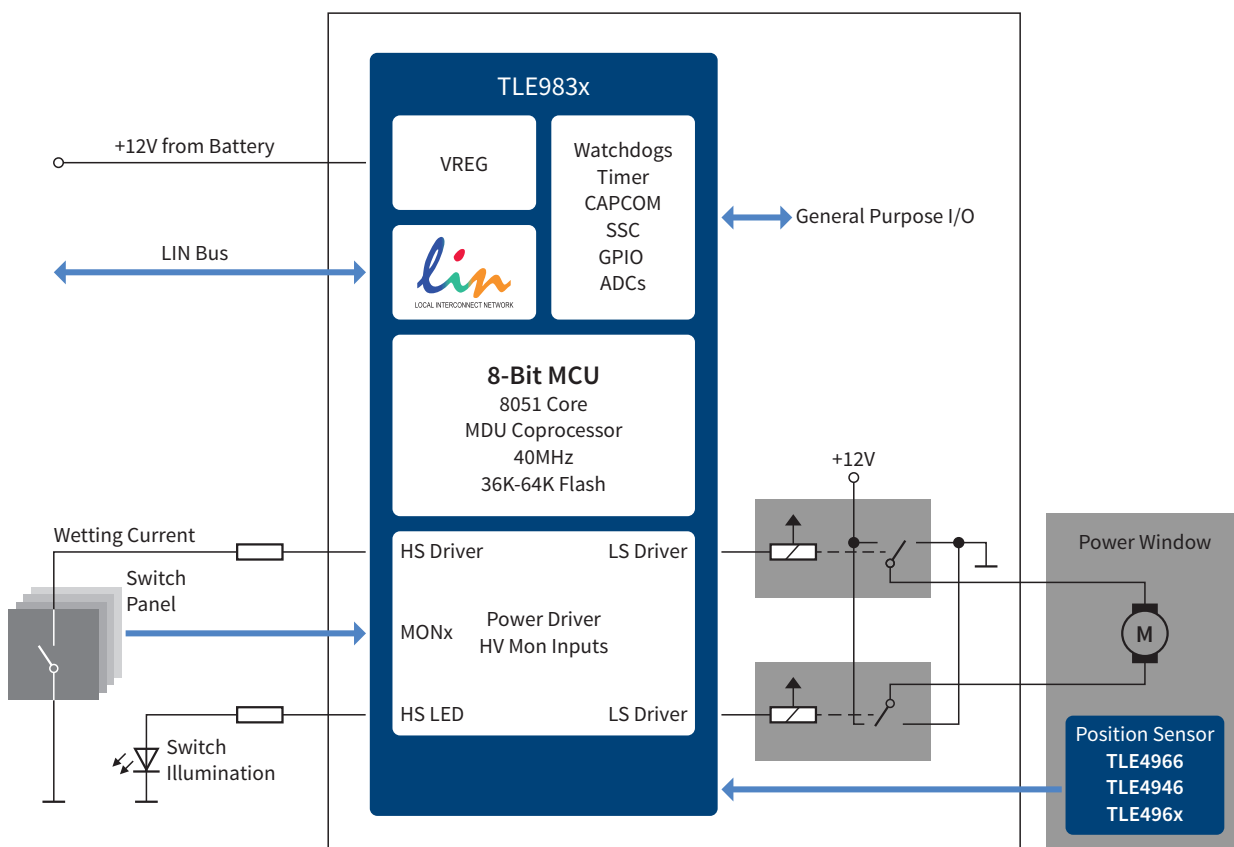 TLE983x
+12V from Battery
VREG
Watchdogs
Timer
CAPCOM
SSC
GPIO
ADCs
General Purpose I/O
LIN Bus
lin
LOCAL INTERCONNECT NETWORK
8-Bit MCU
8051 Core
MDU Coprocessor
40MHz
36K-64K Flash
+12V
Wetting Current
HS Driver
LS Driver
Switch
Panel
MONx
Power Driver
HV Mon Inputs
HS LED
LS Driver
Switch
Illumination
Power Window
M
Position Sensor
TLE4966
TLE4946
TLE496x